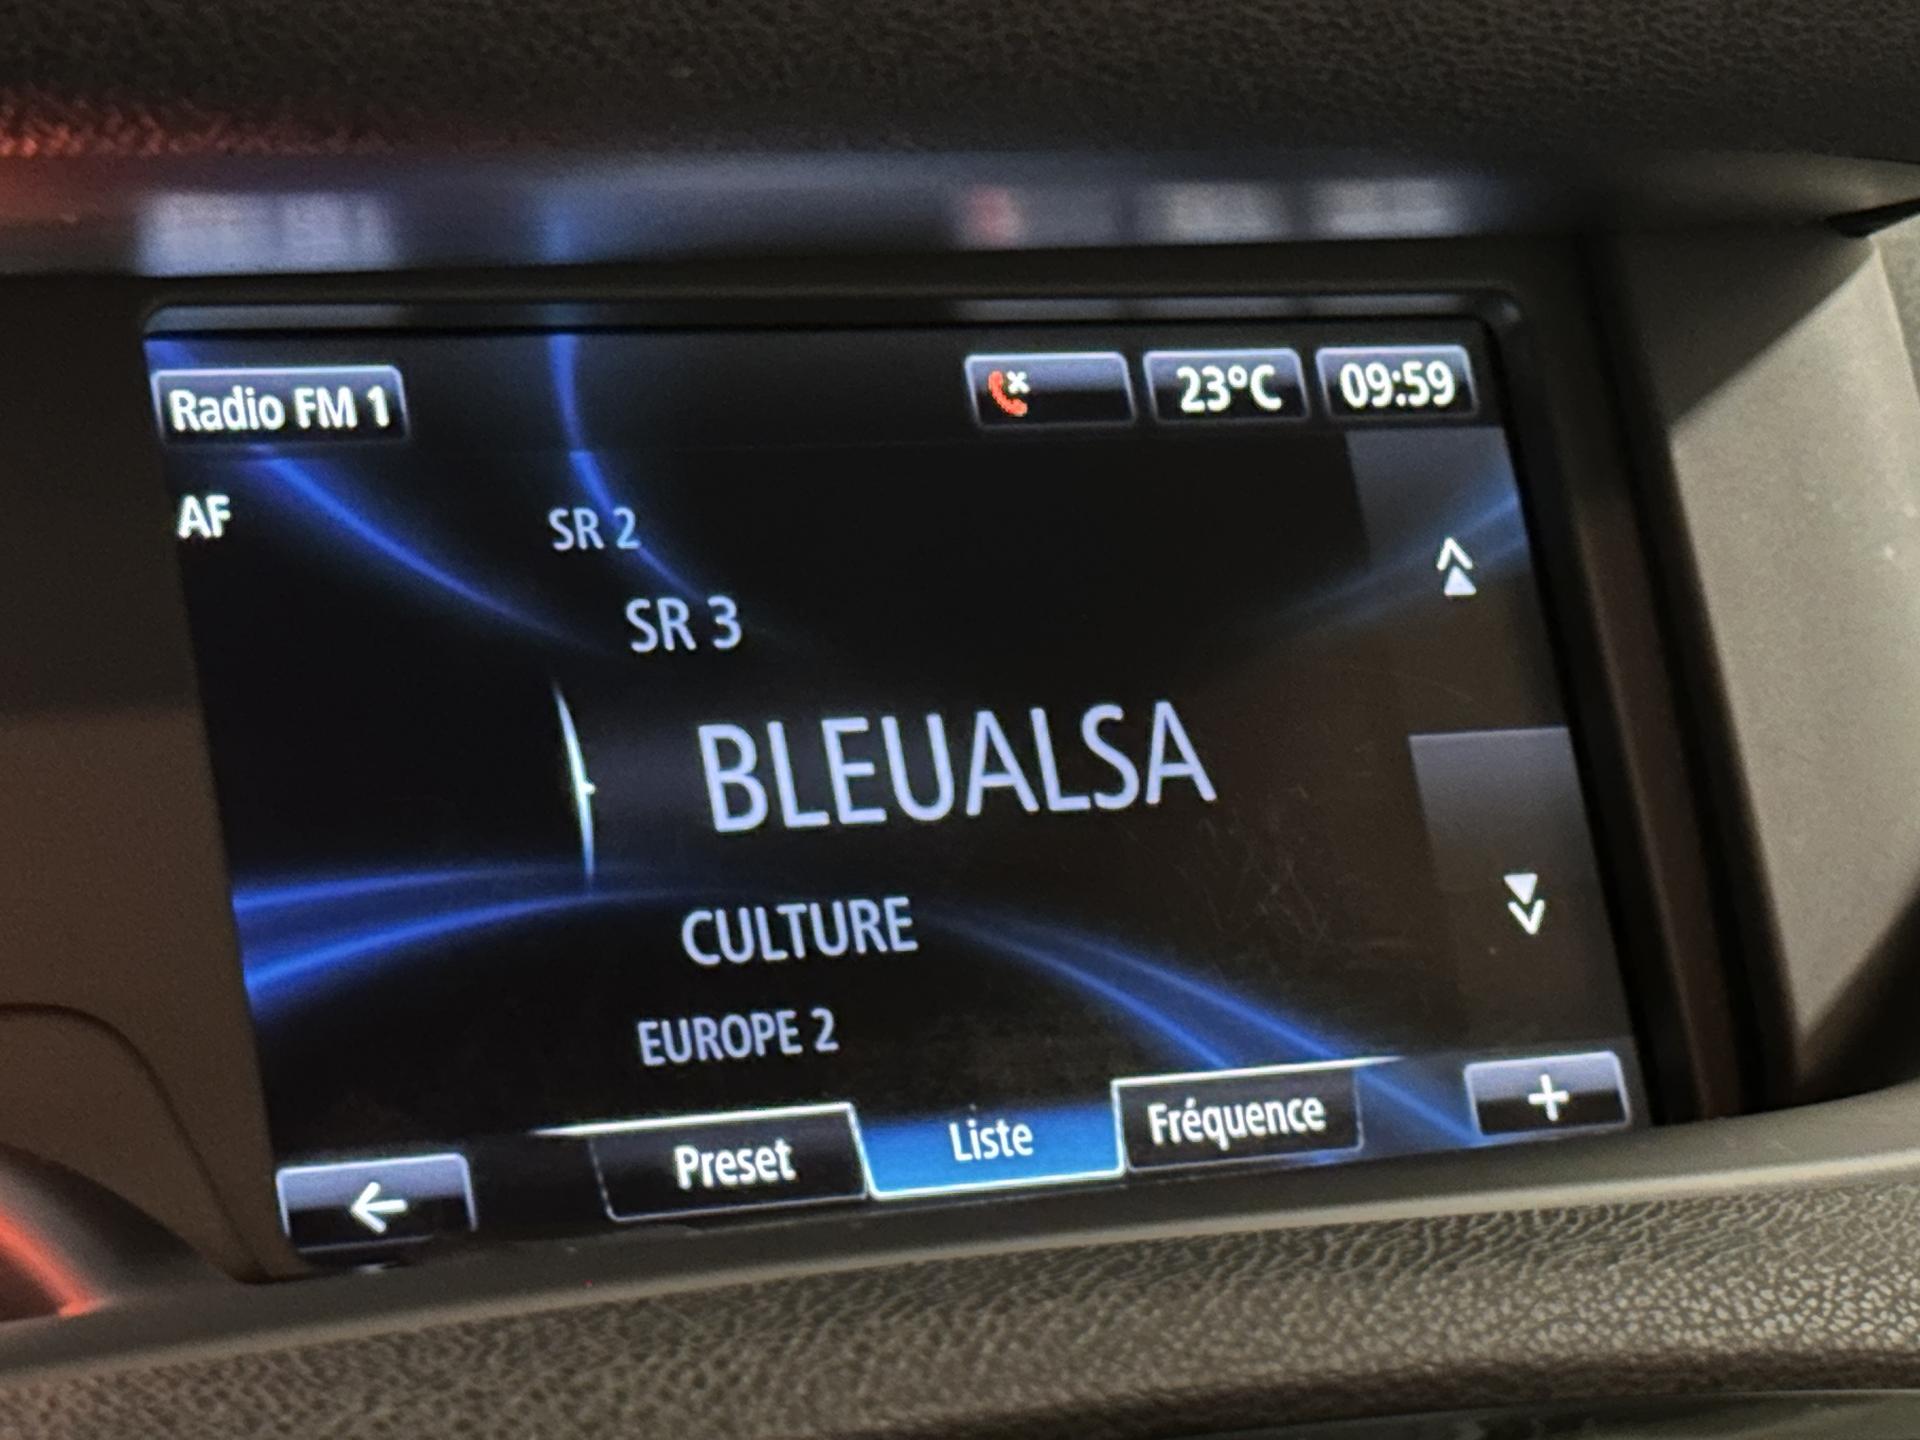 Radio FM 1
23°C
09:59
AF
SR 2
SR 3
BLEUALSA
CULTURE
EUROPE 2
Preset
Liste
Fréquence
+